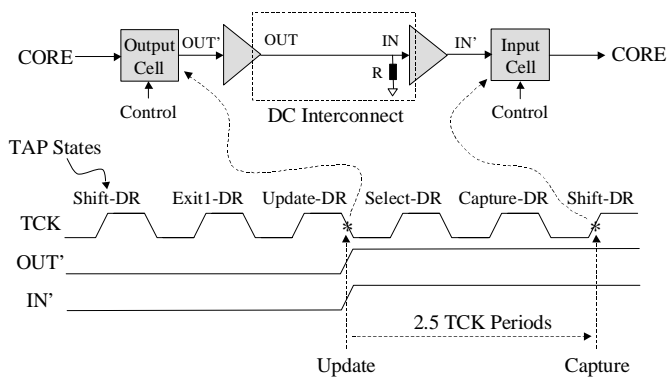 CORE
Output
Cell
OUT'
OUT
IN
R
IN'
Input
Cell
CORE
Control
DC Interconnect
Control
TAP States
Shift-DR Exit1-DR Update-DR Select-DR Capture-DR Shift-DR
TCK
*
*
OUT'
IN'
2.5 TCK Periods
Update
Capture